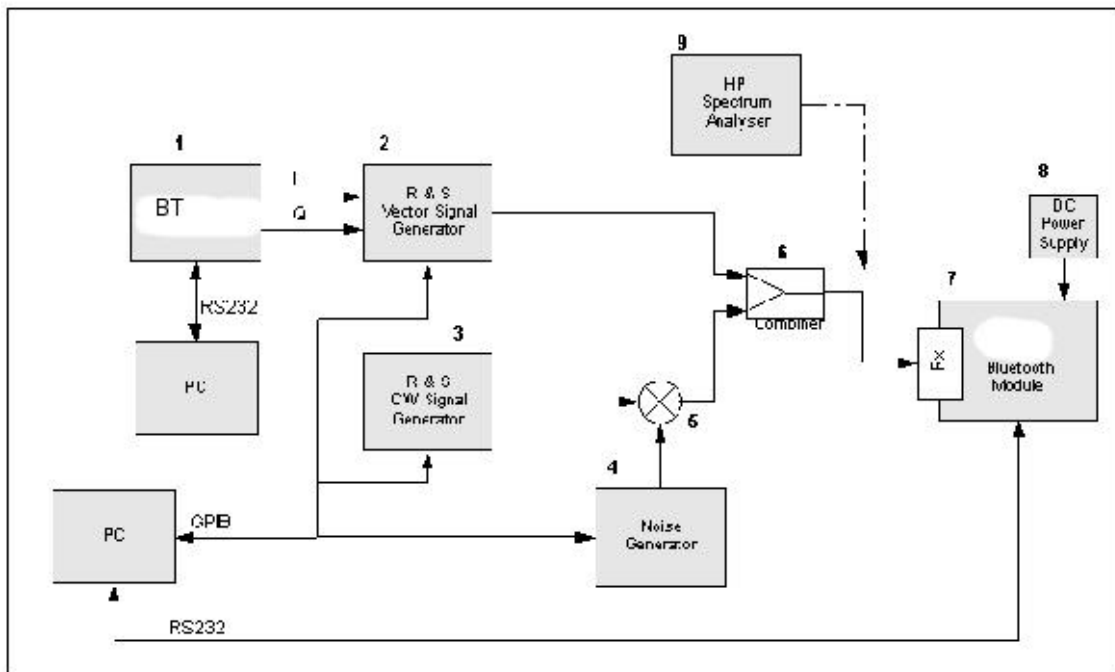 9
HP
Spectrum
Analyser
1
2
BT
I
Q
R & S
Vector Signal
Generator
8
DC
Power
Supply
6
Combiner
7
Rx
Bluetooth
Module
RS232
PC
3
R & S
CW Signal
Generator
5
4
Noise
Generator
PC
GPIB
RS232